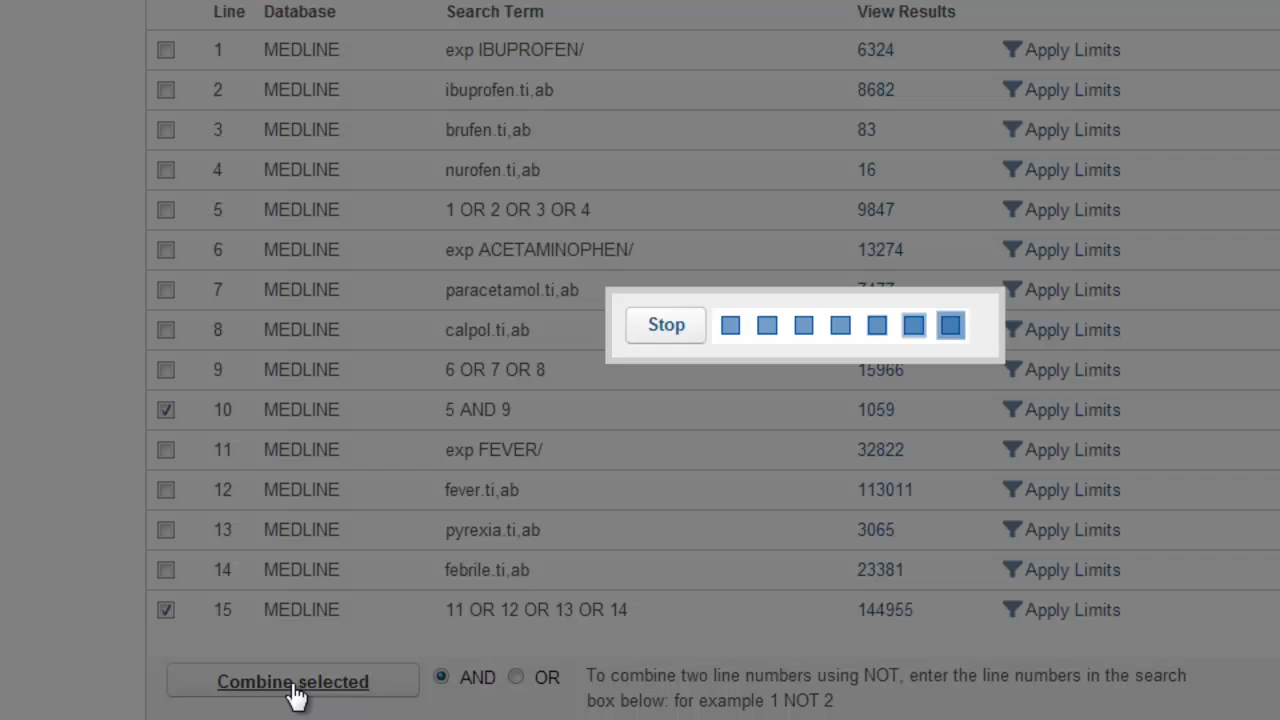 Line Database Search Term View Results
1 MEDLINE exp IBUPROFEN/ 6324 Apply Limits
2 MEDLINE ibuprofen.ti,ab 8682 Apply Limits
3 MEDLINE brufen.ti,ab 83 Apply Limits
4 MEDLINE nurofen.ti,ab 16 Apply Limits
5 MEDLINE 1 OR 2 OR 3 OR 4 9847 Apply Limits
6 MEDLINE exp ACETAMINOPHEN/ 13274 Apply Limits
7 MEDLINE paracetamol.ti,ab Apply Limits
Stop
8 MEDLINE calpol.ti,ab Apply Limits
9 MEDLINE 6 OR 7 OR 8 15966 Apply Limits
10 MEDLINE 5 AND 9 1059 Apply Limits
11 MEDLINE exp FEVER/ 32822 Apply Limits
12 MEDLINE fever.ti,ab 113011 Apply Limits
13 MEDLINE pyrexia.ti,ab 3065 Apply Limits
14 MEDLINE febrile.ti,ab 23381 Apply Limits
15 MEDLINE 11 OR 12 OR 13 OR 14 144955 Apply Limits
Combine selected AND OR To combine two line numbers using NOT, enter the line numbers in the search
box below: for example 1 NOT 2